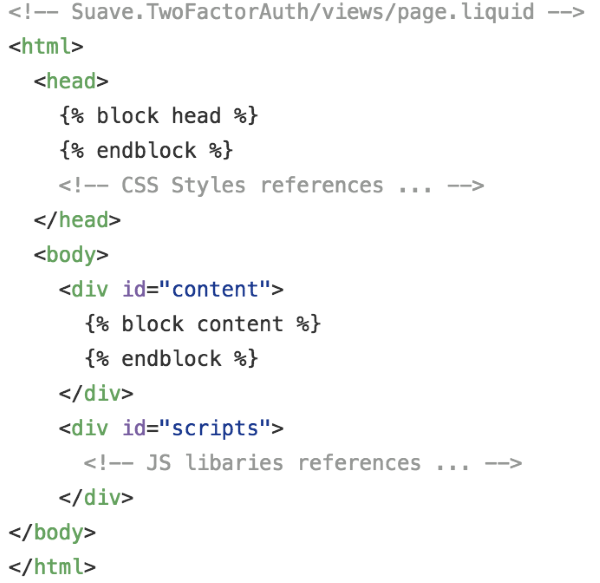 <!-- Suave.TwoFactorAuth/views/page.liquid -->
<html>
  <head>
    {% block head %}
    {% endblock %}
    <!-- CSS Styles references ... -->
  </head>
  <body>
    <div id="content">
      {% block content %}
      {% endblock %}
    </div>
    <div id="scripts">
      <!-- JS libaries references ... -->
    </div>
</body>
</html>